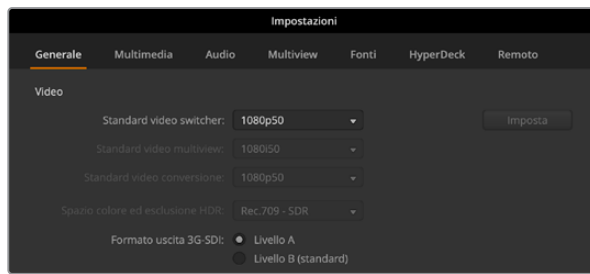 Impostazioni
Generale Multimedia Audio Multiview Fonti HyperDeck Remoto
Video
Standard video switcher: 1080p50 Imposta
Standard video multiview: 1080i50
Standard video conversione: 1080p50
Spazio colore ed esclusione HDR: Rec.709 - SDR
Formato uscita 3G-SDI: Livello A
Livello B (standard)